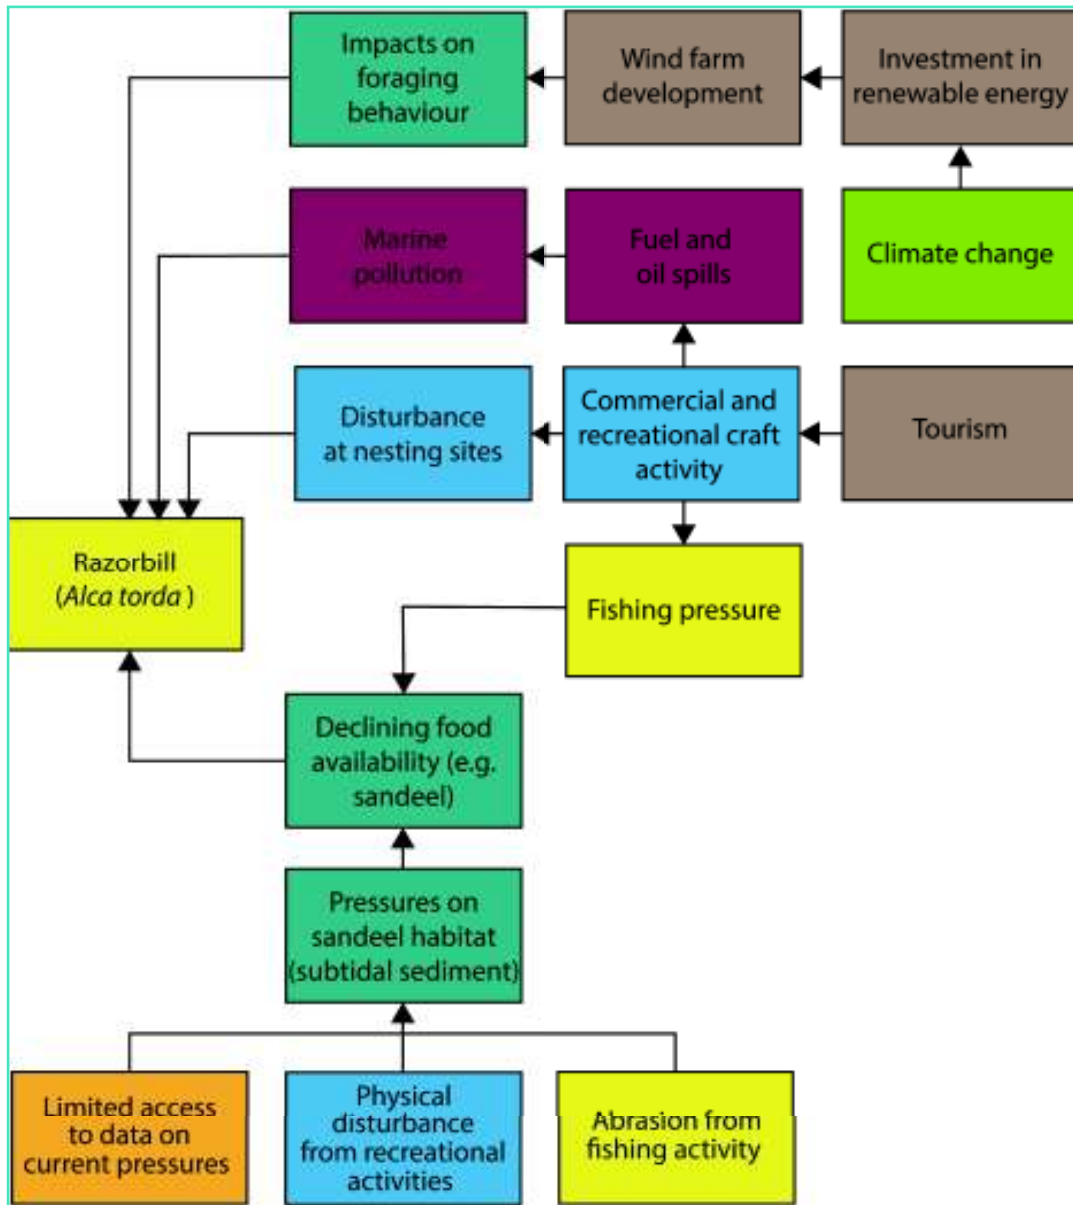 Impacts on
foraging
behaviour
Wind farm
development
Investment in
renewable energy
Marine
pollution
Fuel and
oil spills
Climate change
Disturbance
at nesting sites
Commercial and
recreational craft
activity
Tourism
Razorbill
(Alca torda )
Fishing pressure
Declining food
availability (e.g.
sandeel)
Pressures on
sandeel habitat
(subtidal sediment)
Limited access
to data on
current pressures
Physical
disturbance
from recreational
activities
Abrasion from
fishing activity